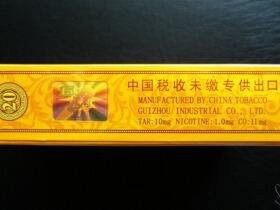 20
中国税收未缴专供出口
MANUFACTURED BY CHINA TOBACCO
GUIZHOU INDUSTRIAL CO., LTD.
TAR:10mg NICOTINE:1.0mg CO:11mg